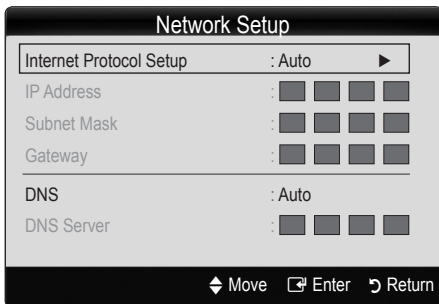 Network Setup
Internet Protocol Setup : Auto ►
IP Address :
Subnet Mask :
Gateway :
DNS : Auto
DNS Server :
Move Enter Return